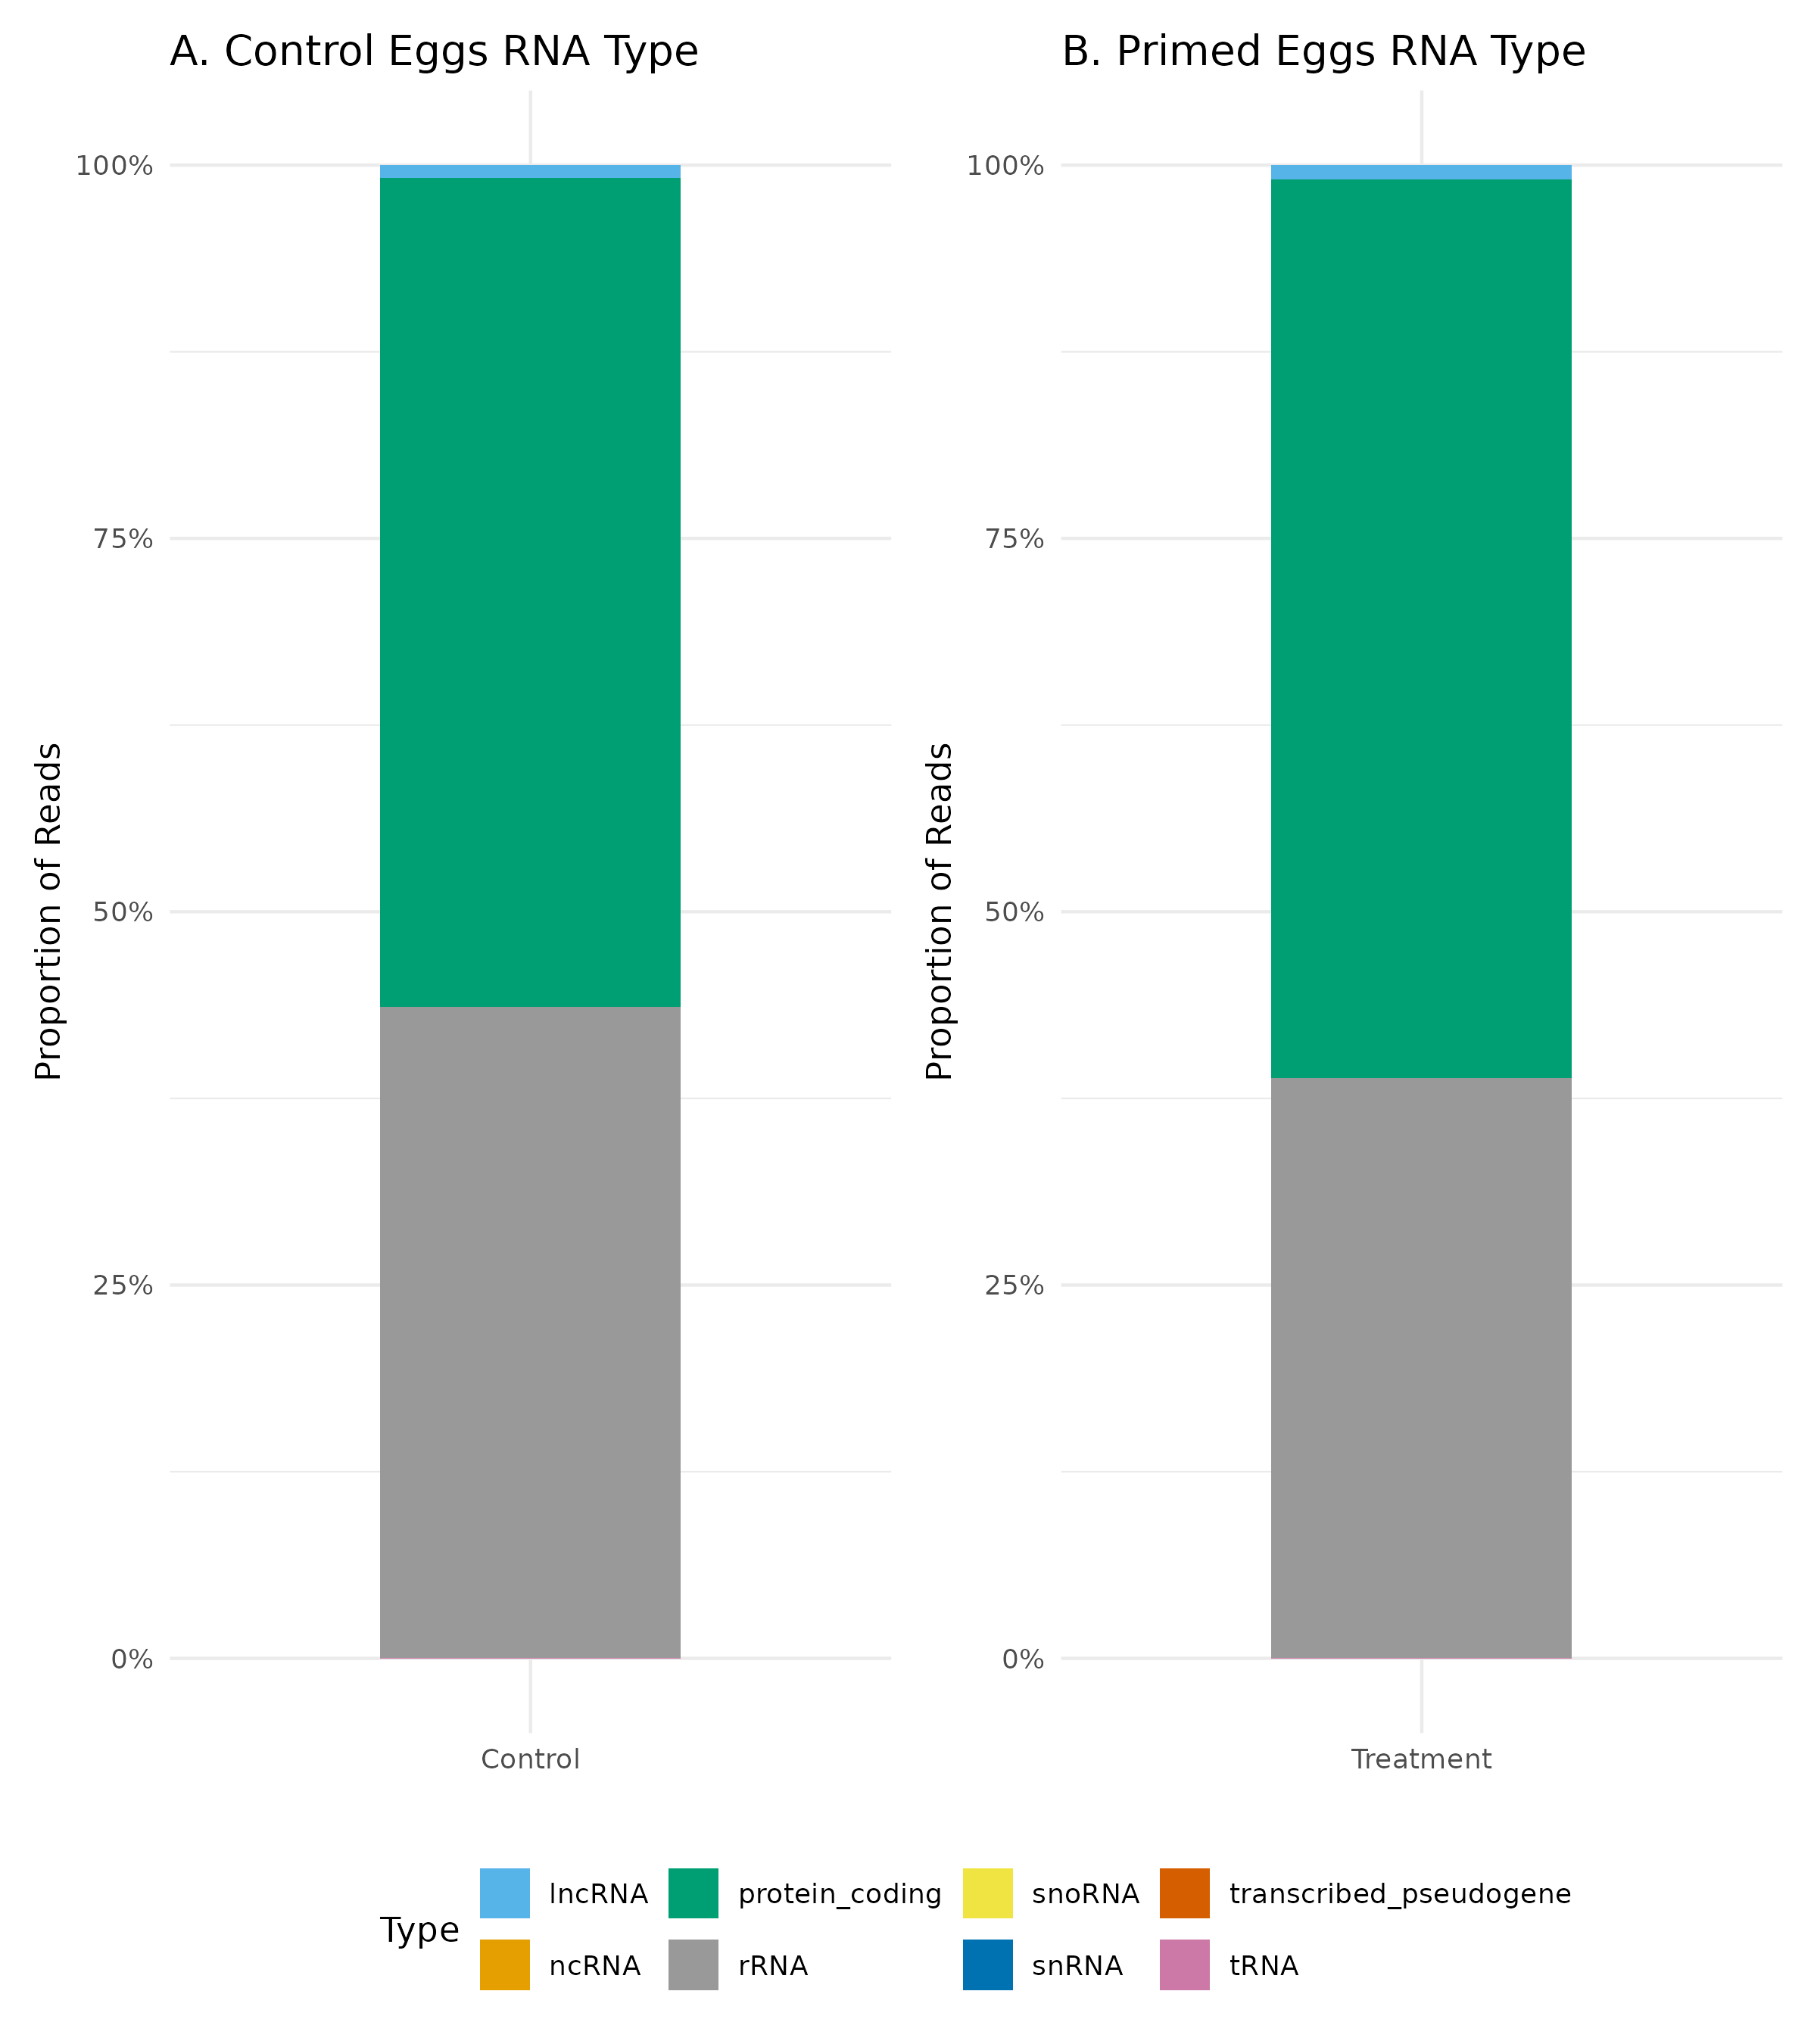 A. Control Eggs RNA Type
Proportion of Reads
100%
75%
50%
25%
0%
Control
B. Primed Eggs RNA Type
Proportion of Reads
100%
75%
50%
25%
0%
Treatment
Type
lncRNA
protein_coding
snoRNA
transcribed_pseudogene
ncRNA
rRNA
snRNA
tRNA